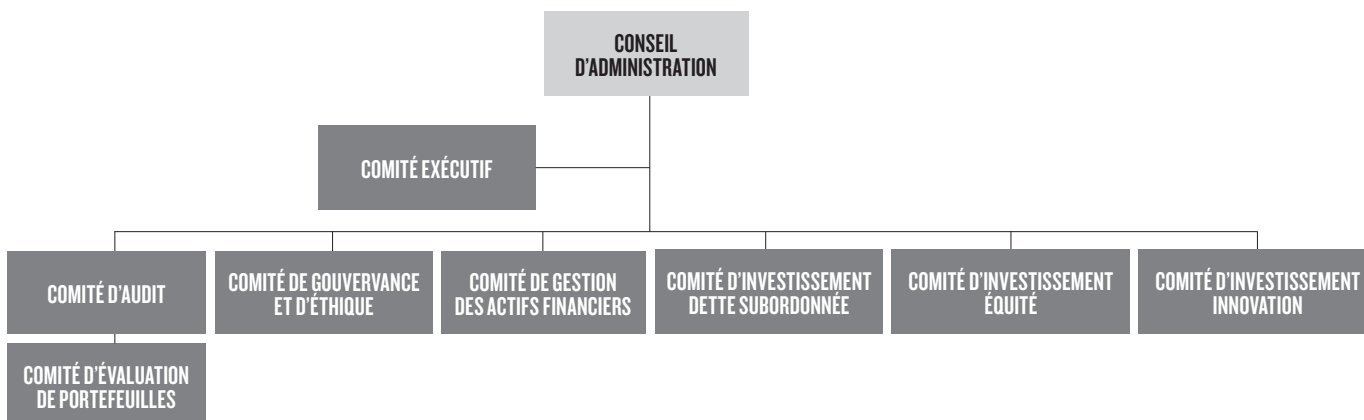 CONSEIL
D'ADMINISTRATION
COMITÉ EXÉCUTIF
COMITÉ D'AUDIT
COMITÉ DE GOUVERVANCE
ET D'ÉTHIQUE
COMITÉ DE GESTION
DES ACTIFS FINANCIERS
COMITÉ D'INVESTISSEMENT
DETTE SUBORDONNÉE
COMITÉ D'INVESTISSEMENT
ÉQUITÉ
COMITÉ D'INVESTISSEMENT
INNOVATION
COMITÉ D'ÉVALUATION
DE PORTEFEUILLES